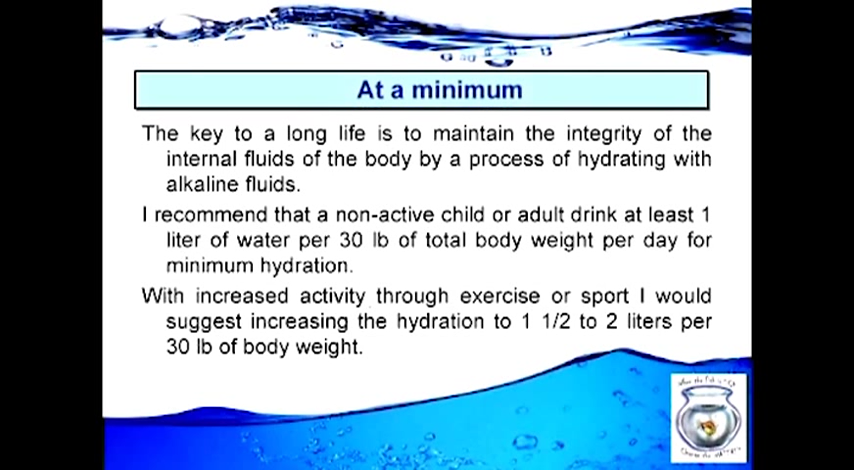 At a minimum
The key to a long life is to maintain the integrity of the
internal fluids of the body by a process of hydrating with
alkaline fluids.
I recommend that a non-active child or adult drink at least 1
liter of water per 30 lb of total body weight per day for
minimum hydration.
With increased activity through exercise or sport I would
suggest increasing the hydration to 1 1/2 to 2 liters per
30 lb of body weight.